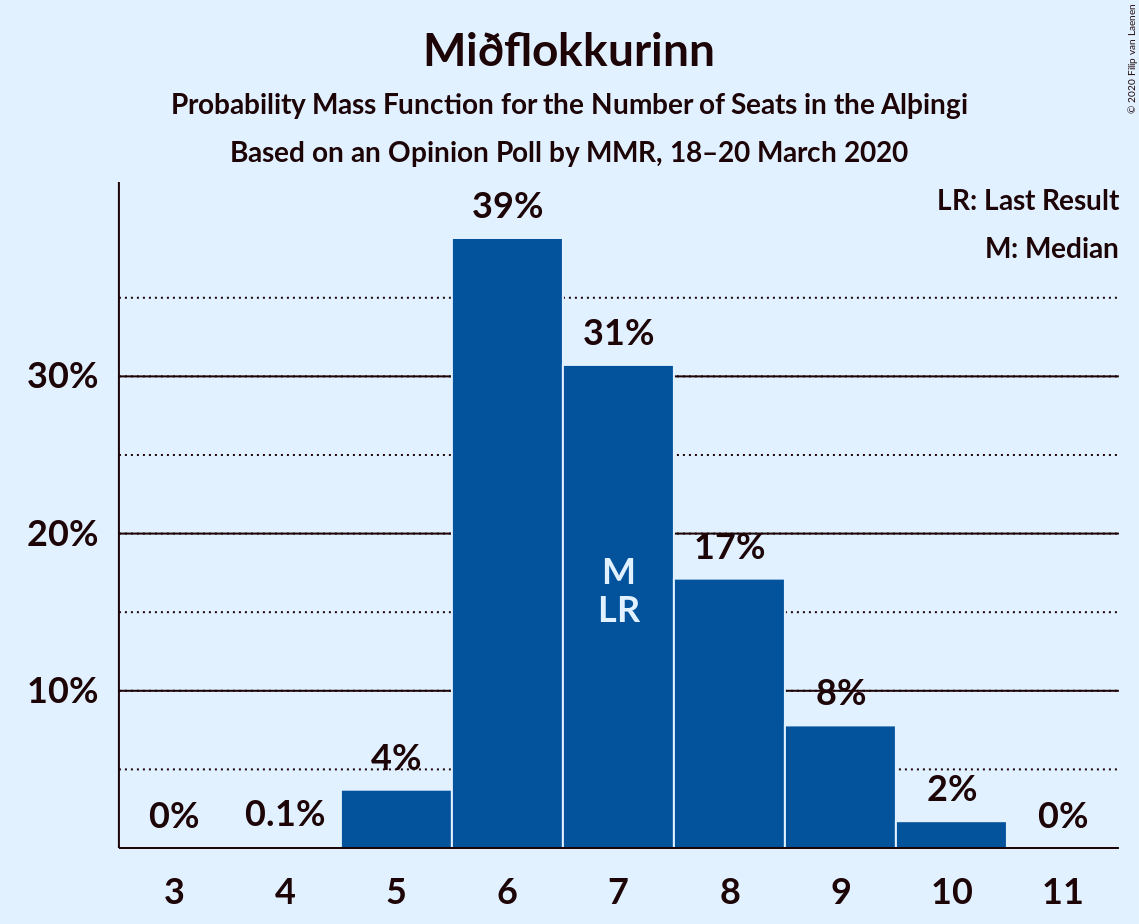 Miðflokkurinn
Probability Mass Function for the Number of Seats in the Alþingi
Based on an Opinion Poll by MMR, 18–20 March 2020
© 2020 Filip van Laenen
LR: Last Result
M: Median
39%
31%
30%
20%
17%
M
LR
10%
8%
4%
2%
0%
0.1%
0%
3 4 5 6 7 8 9 10 11